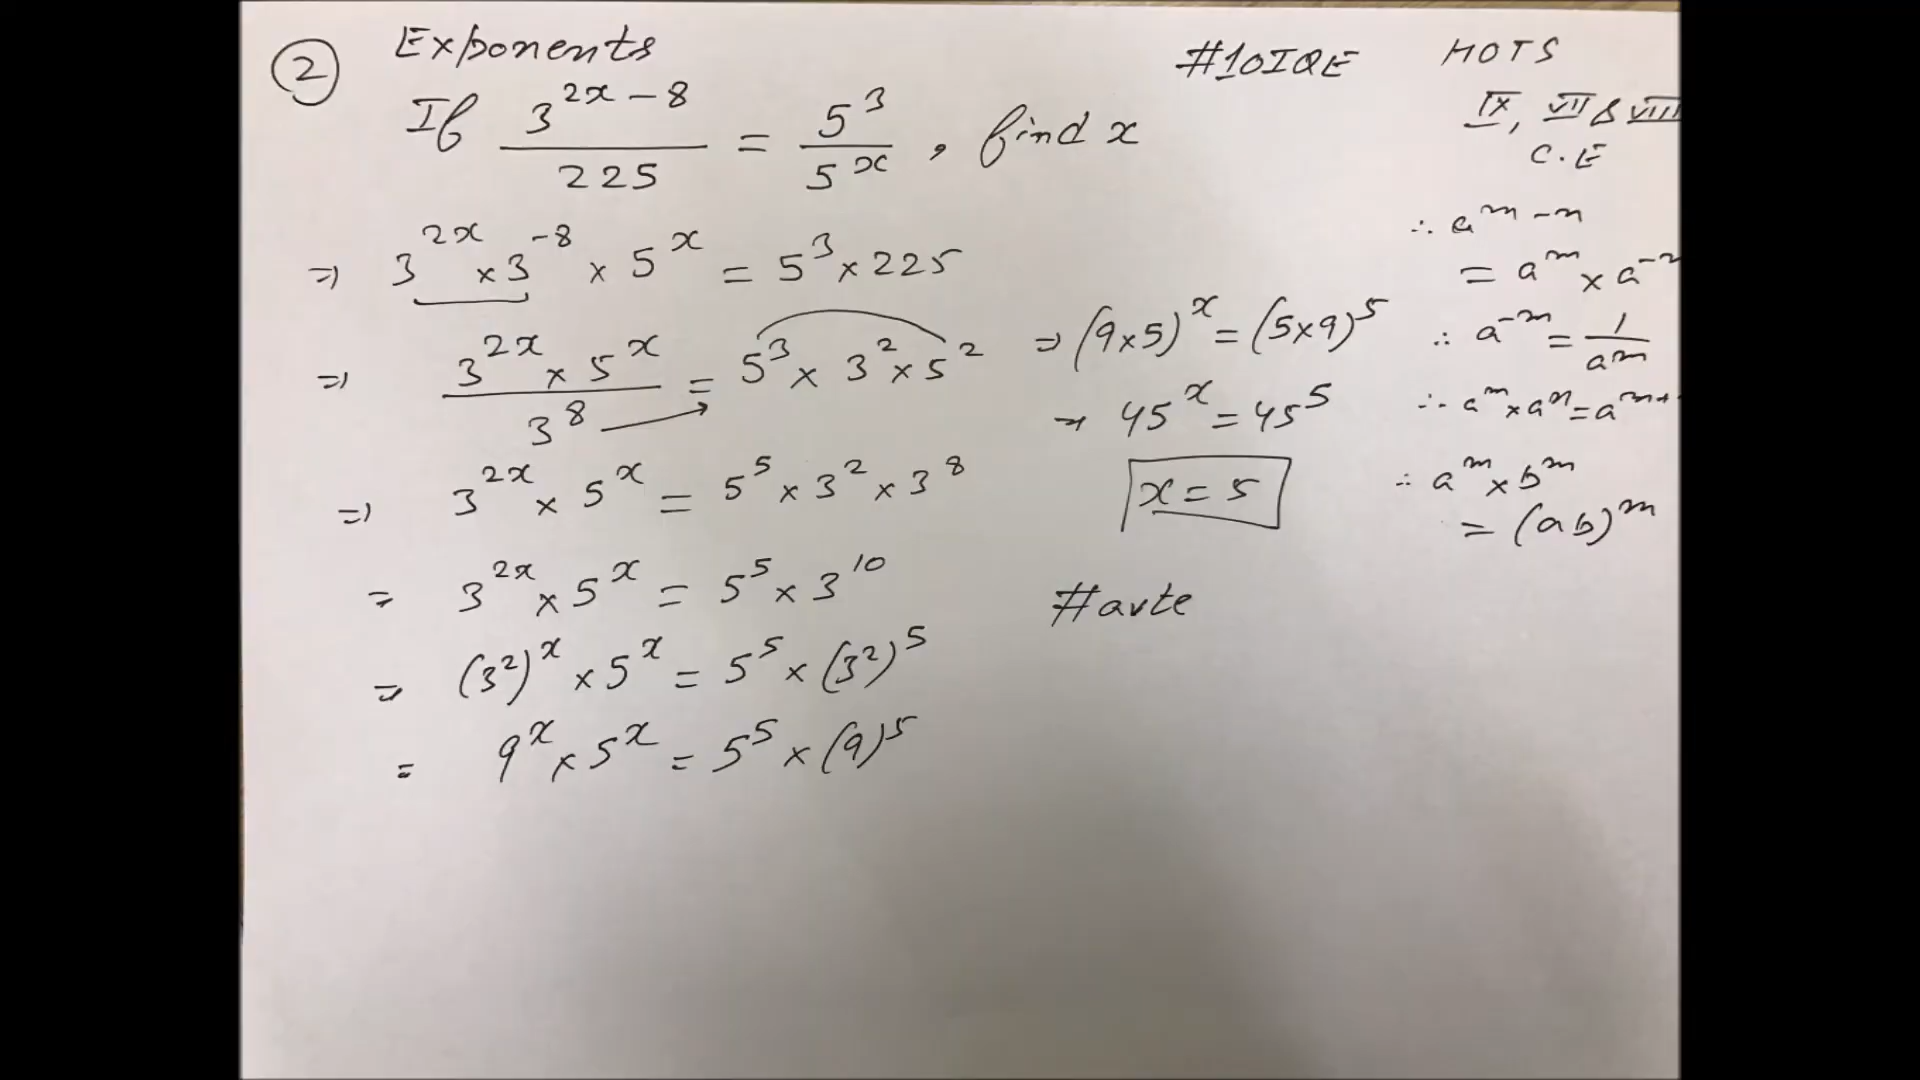 ② Exponents
If 3^(2x-8) / 225 = 5^3 / 5^x , find x
⇒ 3^(2x) × 3^(-8) × 5^x = 5^3 × 225
⇒ 3^(2x) × 5^x / 3^8 = 5^3 × 3^2 × 5^2
⇒ 3^(2x) × 5^x = 5^5 × 3^2 × 3^8
= 3^(2x) × 5^x = 5^5 × 3^10
= (3^2)^x × 5^x = 5^5 × (3^2)^5
= 9^x × 5^x = 5^5 × (9)^5
⇒ (9×5)^x = (5×9)^5
→ 45^x = 45^5
x = 5
#avte
#10IQE
HOTS
IX, VII & VIII
C.E
∴ a^(m-n)
= a^m × a^(-n)
∴ a^(-m) = 1 / a^m
∴ a^m × a^n = a^(m+
∴ a^m × b^m
= (ab)^m